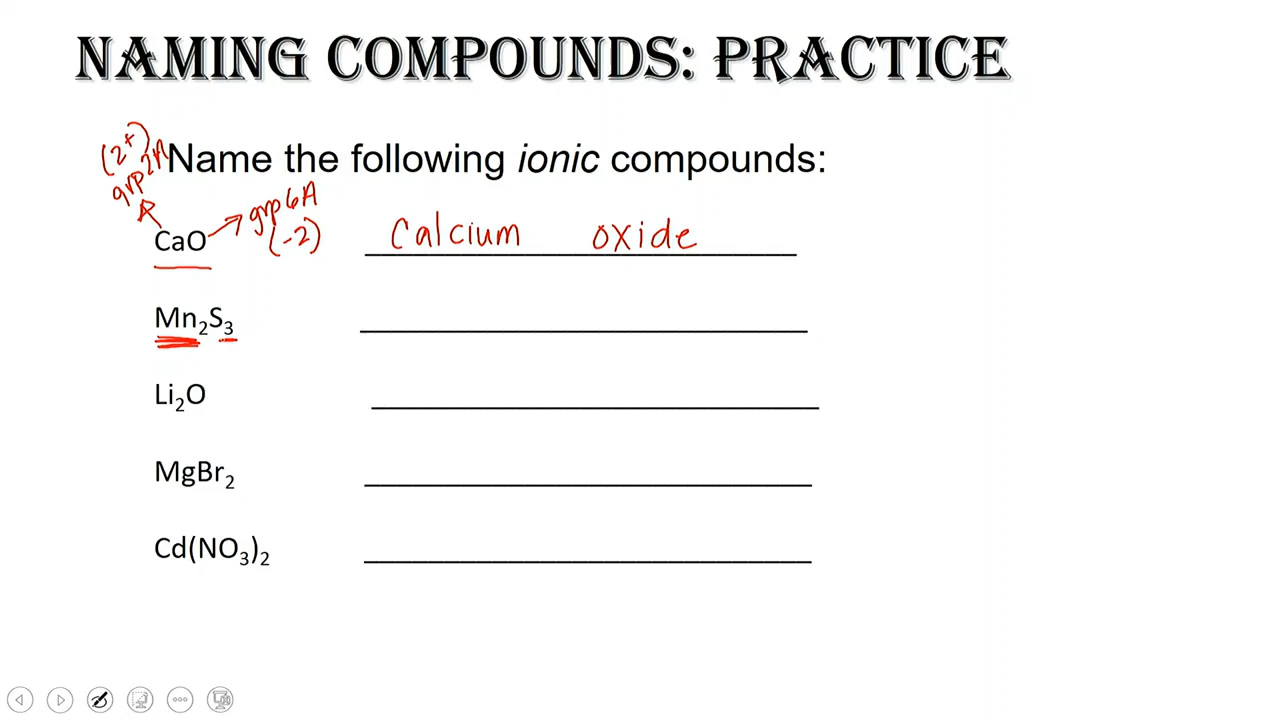 NAMING COMPOUNDS: PRACTICE
(2+)
grp 2A
Name the following ionic compounds:
grp 6A
(-2)
CaO calcium oxide
Mn₂S₃
Li₂O
MgBr₂
Cd(NO₃)₂